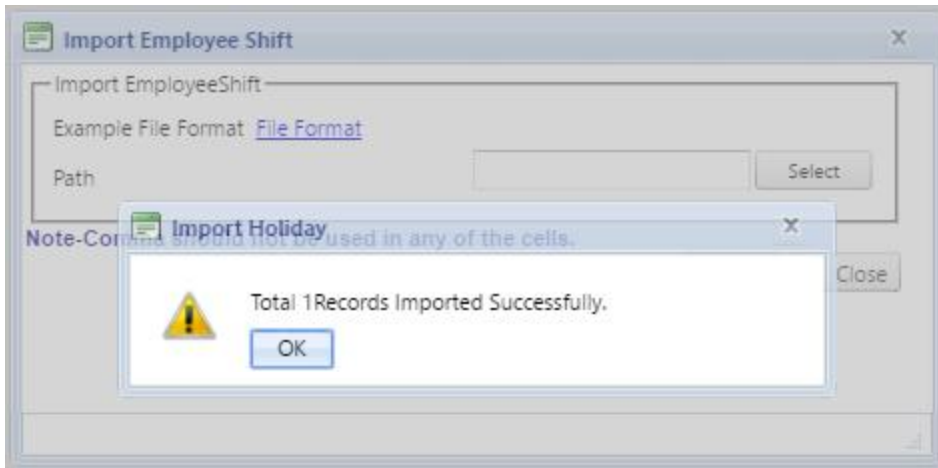 Import Employee Shift
Import EmployeeShift
Example File Format File Format
Path
Select
Note-Comma should not be used in any of the cells.
Close
Import Holiday
Total 1Records Imported Successfully.
OK